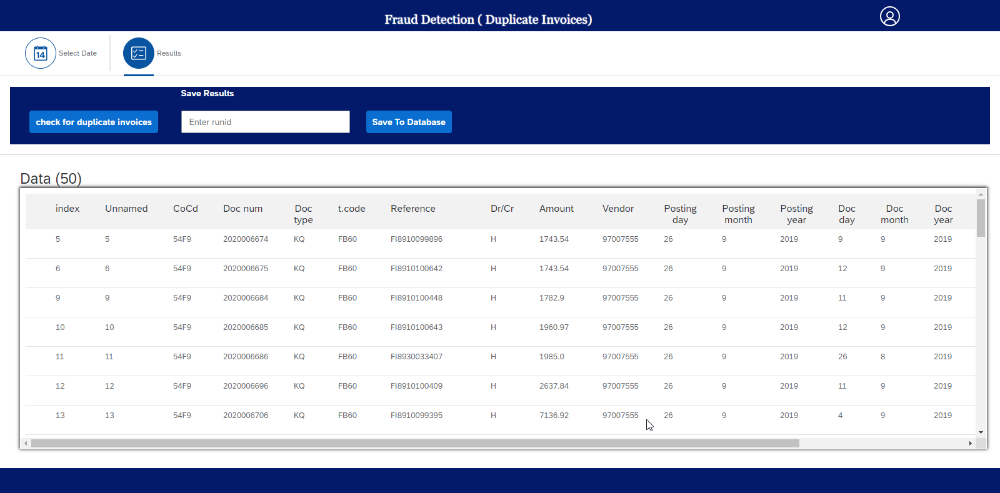 Fraud Detection ( Duplicate Invoices)
14 Select Date Results
Save Results
check for duplicate invoices Enter runid Save To Database
Data (50)
index Unnamed CoCd Doc num Doc type t.code Reference Dr/Cr Amount Vendor Posting day Posting month Posting year Doc day Doc month Doc year
5 5 54F9 2020006674 KQ FB60 FI8910099896 H 1743.54 97007555 26 9 2019 9 9 2019
6 6 54F9 2020006675 KQ FB60 FI8910100642 H 1743.54 97007555 26 9 2019 12 9 2019
9 9 54F9 2020006684 KQ FB60 FI8910100448 H 1782.9 97007555 26 9 2019 11 9 2019
10 10 54F9 2020006685 KQ FB60 FI8910100643 H 1960.97 97007555 26 9 2019 12 9 2019
11 11 54F9 2020006686 KQ FB60 FI8930033407 H 1985.0 97007555 26 9 2019 26 8 2019
12 12 54F9 2020006696 KQ FB60 FI8910100409 H 2637.84 97007555 26 9 2019 11 9 2019
13 13 54F9 2020006706 KQ FB60 FI8910099395 H 7136.92 97007555 26 9 2019 4 9 2019